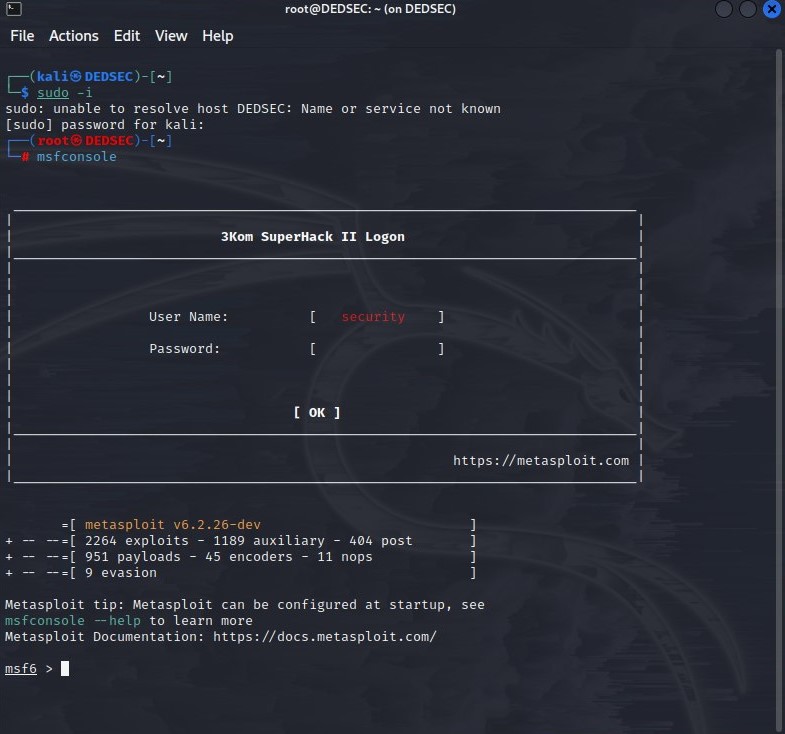 root@DEDSEC: ~ (on DEDSEC)
File Actions Edit View Help
┌──(kali㉿DEDSEC)-[~]
└─$ sudo -i
sudo: unable to resolve host DEDSEC: Name or service not known
[sudo] password for kali:
┌──(root㉿DEDSEC)-[~]
└─# msfconsole
3Kom SuperHack II Logon
User Name: [ security ]
Password: [ ]
[ OK ]
https://metasploit.com
=[ metasploit v6.2.26-dev ]
+ -- --=[ 2264 exploits - 1189 auxiliary - 404 post ]
+ -- --=[ 951 payloads - 45 encoders - 11 nops ]
+ -- --=[ 9 evasion ]
Metasploit tip: Metasploit can be configured at startup, see
msfconsole --help to learn more
Metasploit Documentation: https://docs.metasploit.com/
msf6 >